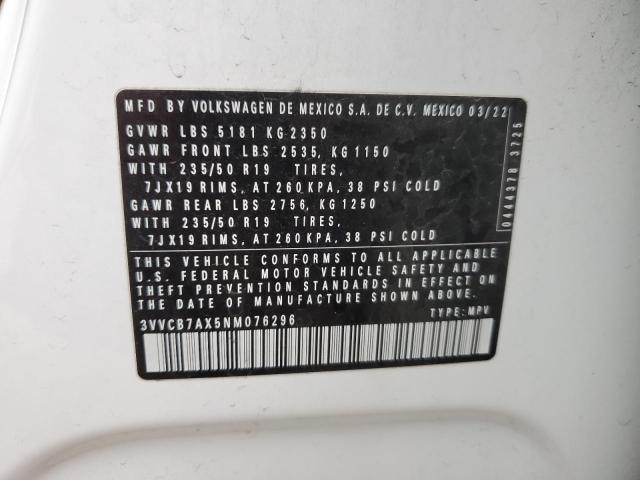 MFD BY VOLKSWAGEN DE MEXICO S.A. DE C.V. MEXICO 03/22
GVWR LBS 5181 KG 2350
GAWR FRONT LBS 2535, KG 1150
WITH 235/50 R19 TIRES,
7JX19 RIMS, AT 260 KPA, 38 PSI COLD
GAWR REAR LBS 2756, KG 1250
WITH 235/50 R19 TIRES,
7JX19 RIMS, AT 260 KPA, 38 PSI COLD
0444378 3725
THIS VEHICLE CONFORMS TO ALL APPLICABLE
U.S. FEDERAL MOTOR VEHICLE SAFETY AND
THEFT PREVENTION STANDARDS IN EFFECT ON
THE DATE OF MANUFACTURE SHOWN ABOVE.
3VVCB7AX5NM076296 TYPE: MPV